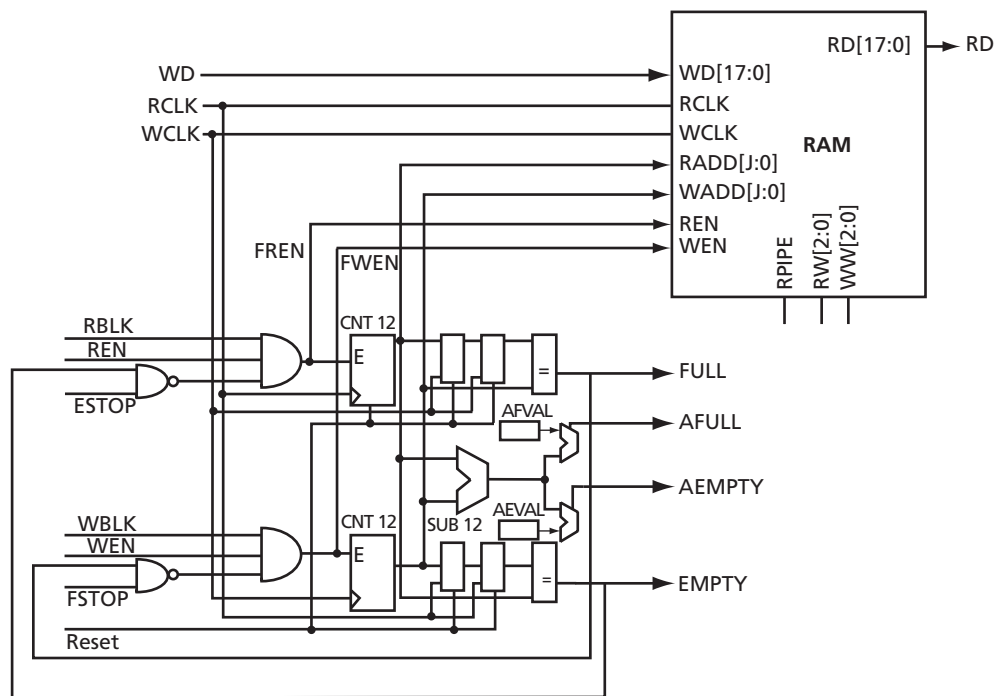 RD[17:0]
RD
WD
WD[17:0]
RCLK
RCLK
WCLK
WCLK
RAM
RADD[J:0]
WADD[J:0]
REN
FREN
FWEN
WEN
RPIPE
RW[2:0]
WW[2:0]
RBLK
REN
ESTOP
CNT 12
E
=
FULL
AFVAL
AFULL
AEMPTY
WBLK
WEN
FSTOP
CNT 12
E
SUB 12
AEVAL
=
EMPTY
Reset